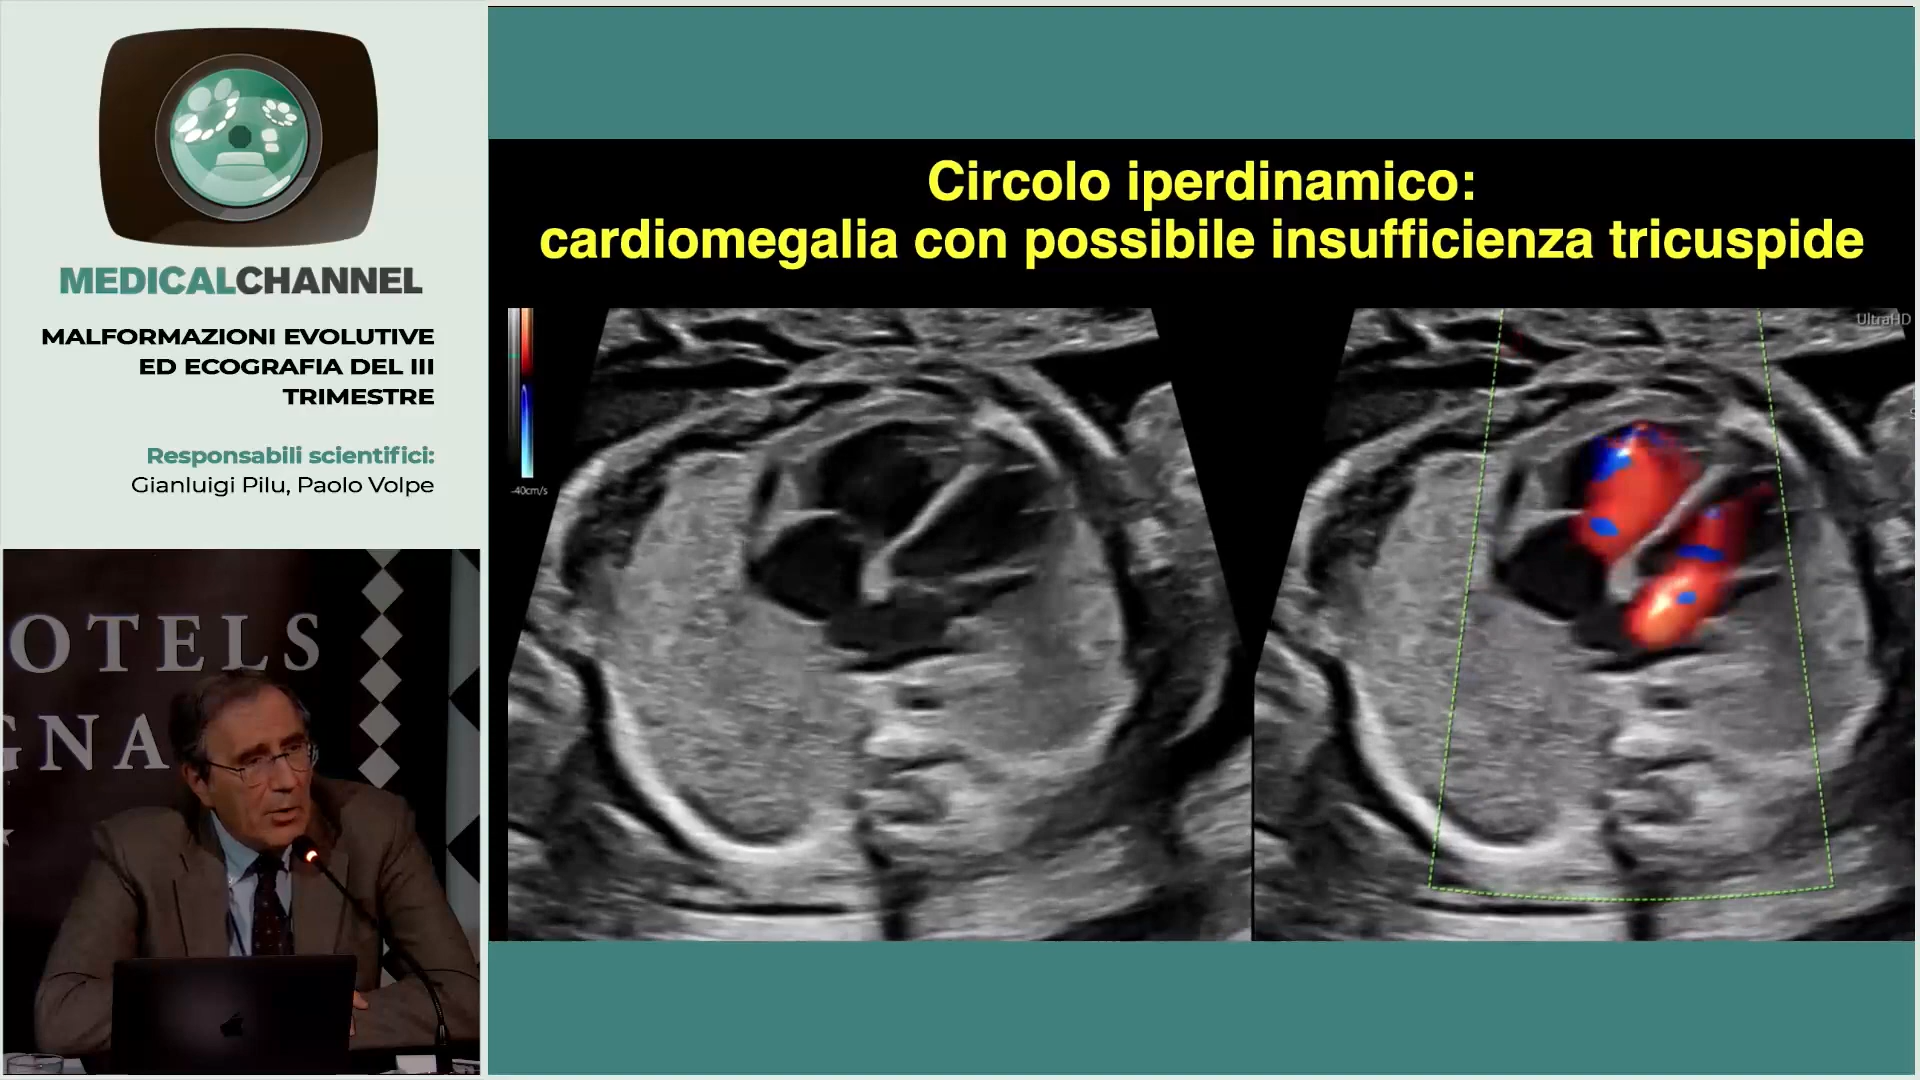 MEDICALCHANNEL
MALFORMAZIONI EVOLUTIVE
ED ECOGRAFIA DEL III
TRIMESTRE
Responsabili scientifici:
Gianluigi Pilu, Paolo Volpe
OTELS
GNA
Circolo iperdinamico:
cardiomegalia con possibile insufficienza tricuspide
-40cm/s
UltraHD